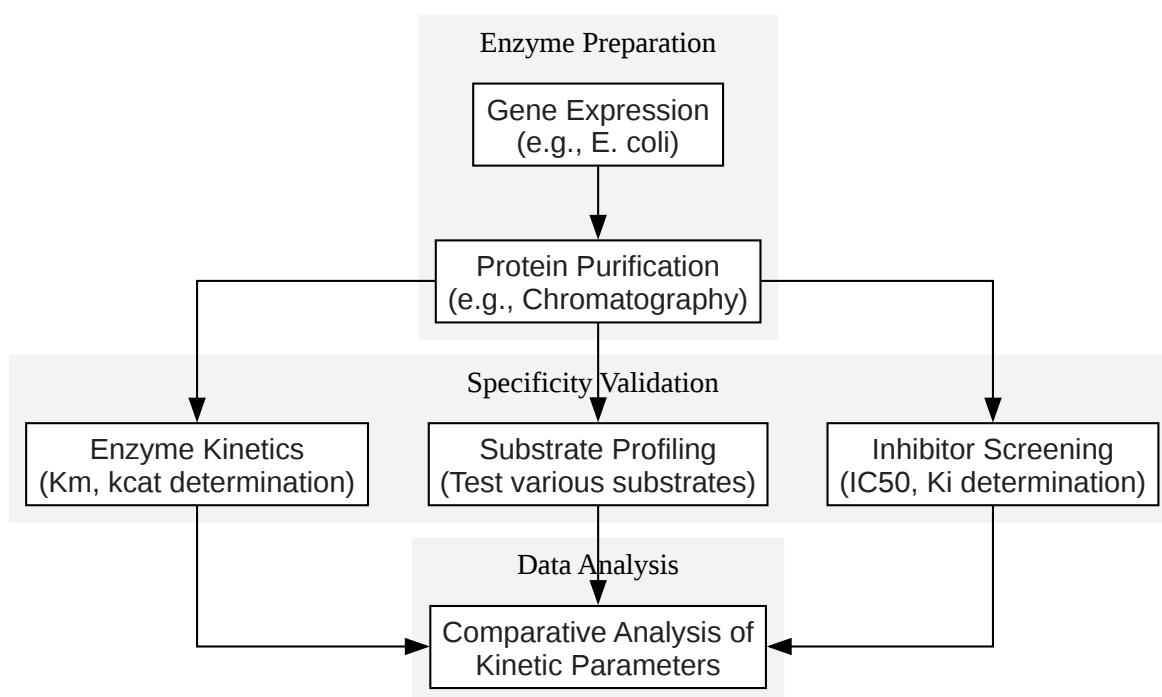 Enzyme Preparation
Gene Expression
(e.g., E. coli)
Protein Purification
(e.g., Chromatography)
Specificity Validation
Enzyme Kinetics
(Km, kcat determination)
Substrate Profiling
(Test various substrates)
Inhibitor Screening
(IC50, Ki determination)
Data Analysis
Comparative Analysis of
Kinetic Parameters